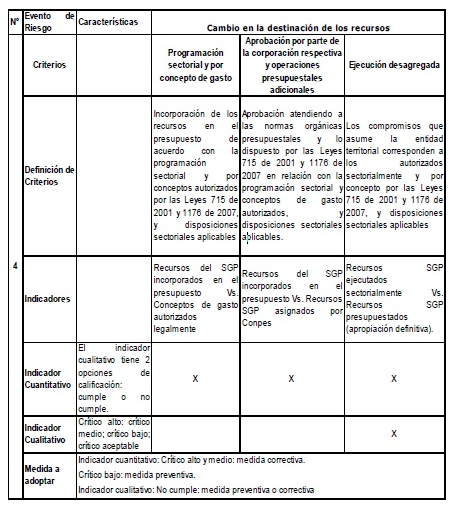 N° Evento de Riesgo Características Cambio en la destinación de los recursos
Criterios
Programación
sectorial y por
concepto de gasto
Aprobación por parte de
la corporación respectiva
y operaciones
presupuestales
adicionales
Ejecución desagregada
4
Definición de
Criterios
Incorporación de los
recursos en el
presupuesto de
acuerdo con la
programación
sectorial y por
conceptos autorizados
por las Leyes 715 de
2001 y 1176 de 2007,
y disposiciones
sectoriales aplicables
Aprobación atendiendo a
las normas orgánicas
presupuestales y lo
dispuesto por las Leyes
715 de 2001 y 1176 de
2007 en relación con la
programación sectorial y
conceptos de gasto
autorizados, y
disposiciones sectoriales
aplicables.
Los compromisos que
asume la entidad
territorial corresponden a
los autorizados
sectorialmente y por
concepto por las Leyes
715 de 2001 y 1176 de
2007, y disposiciones
sectoriales aplicables
Indicadores
Recursos del SGP
incorporados en el
presupuesto Vs.
Conceptos de gasto
autorizados
legalmente
Recursos del SGP
incorporados en el
presupuesto Vs. Recursos
SGP asignados por
Conpes
Recursos SGP
ejecutados
sectorialmente Vs.
Recursos SGP
presupuestados
(apropiación definitiva).
Indicador
Cuantitativo
El indicador
cualitativo tiene 2
opciones de
calificación:
cumple o no
cumple.
X
X
X
Indicador
Cualitativo
Crítico alto: crítico
medio; crítico bajo;
crítico aceptable
X
Medida a
adoptar
Indicador cuantitativo: Crítico alto y medio: medida correctiva.
Crítico bajo: medida preventiva.
Indicador cualitativo: No cumple: medida preventiva o correctiva